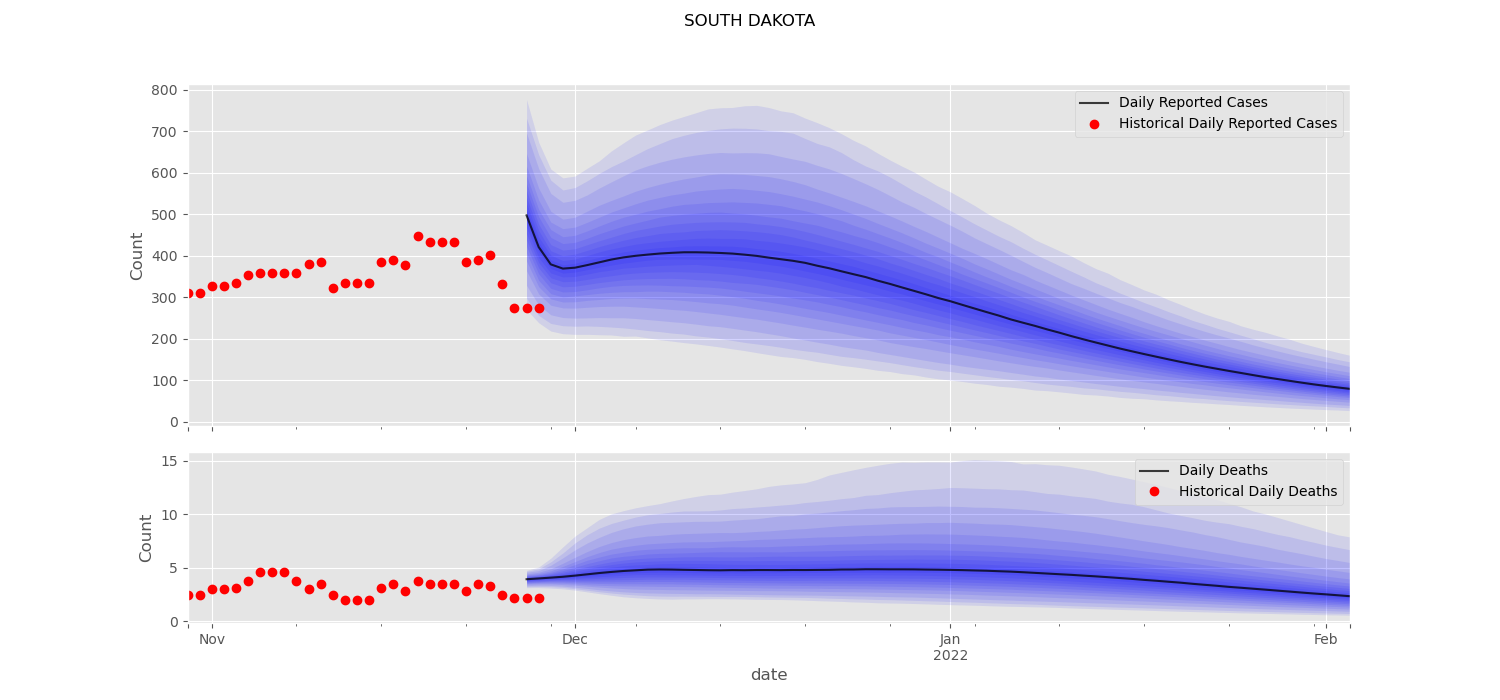 SOUTH DAKOTA
800
700
600
500
400
300
200
100
0
Count
Daily Reported Cases
Historical Daily Reported Cases
15
10
5
0
Count
Daily Deaths
Historical Daily Deaths
Nov
Dec
Jan
2022
Feb
date